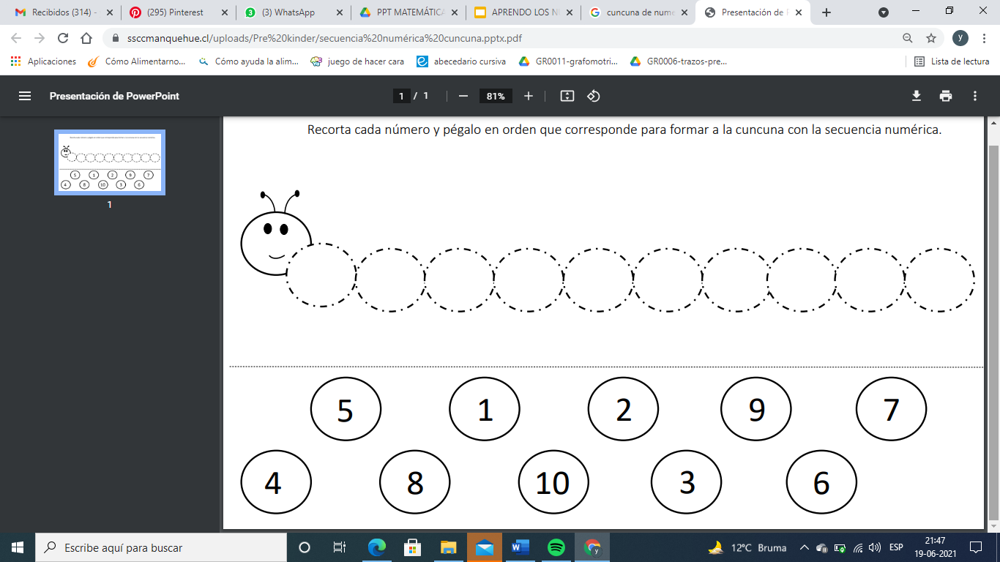 Recibidos (314) -
(295) Pinterest
3
(3) WhatsApp
PPT MATEMÁTICA
APRENDO LOS N
cuncuna de nume
Presentación de P
ssccmanquehue.cl/uploads/Pre%20kinder/secuencia%20numérica%20cuncuna.pptx.pdf
y
Aplicaciones
Cómo Alimentarno...
Cómo ayuda la alim...
juego de hacer cara
abecedario cursiva
GR0011-grafomotri...
GR0006-trazos-pre...
Lista de lectura
Presentación de PowerPoint
1 / 1
81%
1
Recorta cada número y pégalo en orden que corresponde para formar a la cuncuna con la secuencia numérica.
5 1 2 9 7
4 8 10 3 6
Escribe aquí para buscar
12°C Bruma
ESP
21:47
19-06-2021